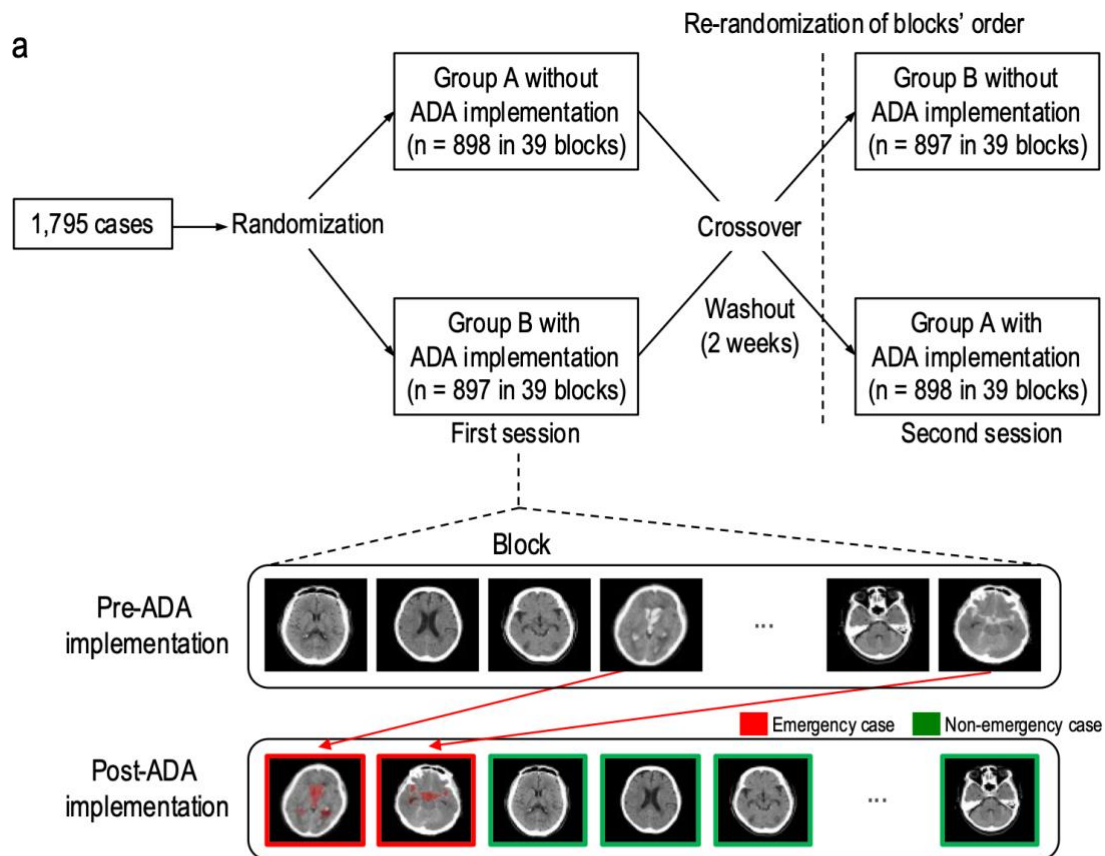 a
Re-randomization of blocks' order
Group A without
ADA implementation
(n = 898 in 39 blocks)
Group B without
ADA implementation
(n = 897 in 39 blocks)
1,795 cases
Randomization
Crossover
Washout
(2 weeks)
Group B with
ADA implementation
(n = 897 in 39 blocks)
Group A with
ADA implementation
(n = 898 in 39 blocks)
First session
Second session
Block
Pre-ADA
implementation
...
Emergency case
Non-emergency case
Post-ADA
implementation
...